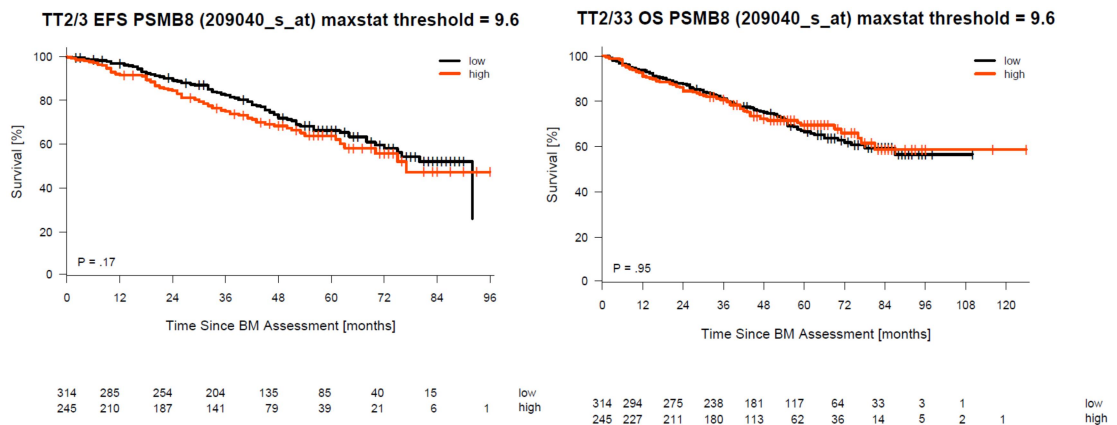 TT2/3 EFS PSMB8 (209040_s_at) maxstat threshold = 9.6
low
high
100
80
60
40
20
0
Survival [%]
P = .17
0 12 24 36 48 60 72 84 96
Time Since BM Assessment [months]
314 285 254 204 135 85 40 15 low
245 210 187 141 79 39 21 6 1 high
TT2/33 OS PSMB8 (209040_s_at) maxstat threshold = 9.6
low
high
100
80
60
40
20
0
Survival [%]
P = .95
0 12 24 36 48 60 72 84 96 108 120
Time Since BM Assessment [months]
314 294 275 238 181 117 64 33 3 1 low
245 227 211 180 113 62 36 14 5 2 1 high